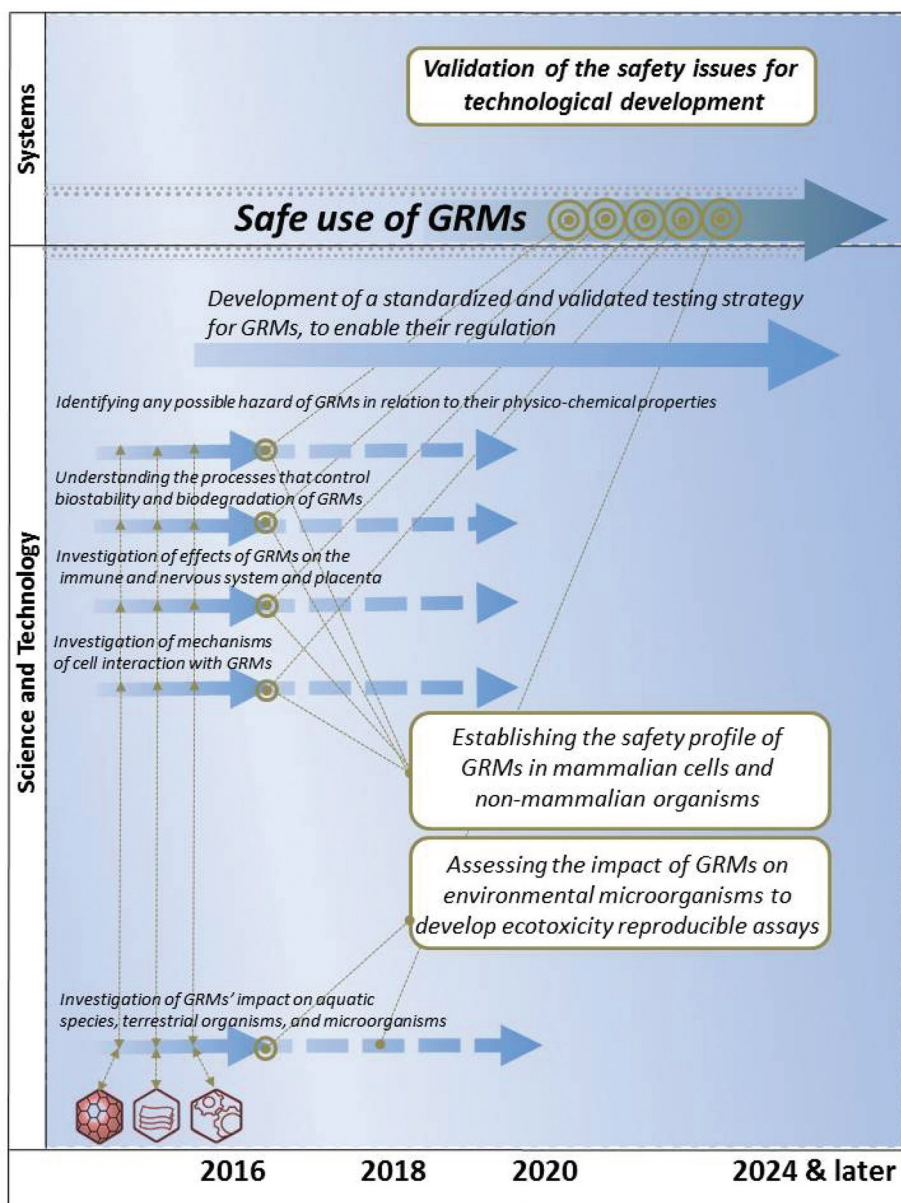 Systems
Validation of the safety issues for
technological development
Safe use of GRMs
Science and Technology
Development of a standardized and validated testing strategy
for GRMs, to enable their regulation
Identifying any possible hazard of GRMs in relation to their physico-chemical properties
Understanding the processes that control
biostability and biodegradation of GRMs
Investigation of effects of GRMs on the
immune and nervous system and placenta
Investigation of mechanisms
of cell interaction with GRMs
Establishing the safety profile of
GRMs in mammalian cells and
non-mammalian organisms
Assessing the impact of GRMs on
environmental microorganisms to
develop ecotoxicity reproducible assays
Investigation of GRMs' impact on aquatic
species, terrestrial organisms, and microorganisms
2016 2018 2020 2024 & later